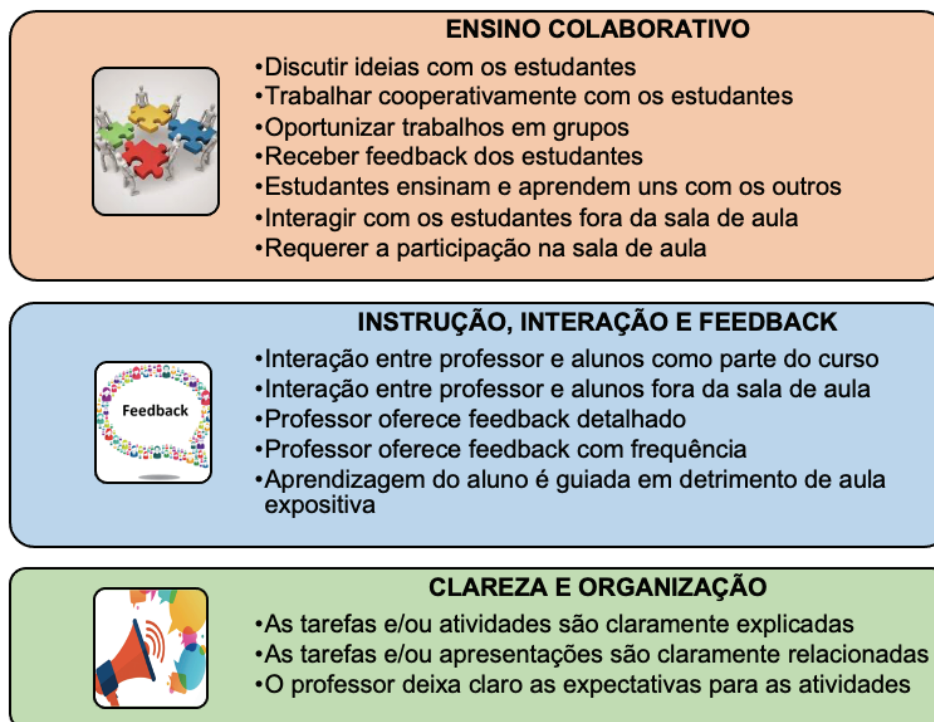 ENSINO COLABORATIVO
•Discutir ideias com os estudantes
•Trabalhar cooperativamente com os estudantes
•Oportunizar trabalhos em grupos
•Receber feedback dos estudantes
•Estudantes ensinam e aprendem uns com os outros
•Interagir com os estudantes fora da sala de aula
•Requerer a participação na sala de aula
INSTRUÇÃO, INTERAÇÃO E FEEDBACK
Feedback
•Interação entre professor e alunos como parte do curso
•Interação entre professor e alunos fora da sala de aula
•Professor oferece feedback detalhado
•Professor oferece feedback com frequência
•Aprendizagem do aluno é guiada em detrimento de aula
expositiva
CLAREZA E ORGANIZAÇÃO
•As tarefas e/ou atividades são claramente explicadas
•As tarefas e/ou apresentações são claramente relacionadas
•O professor deixa claro as expectativas para as atividades